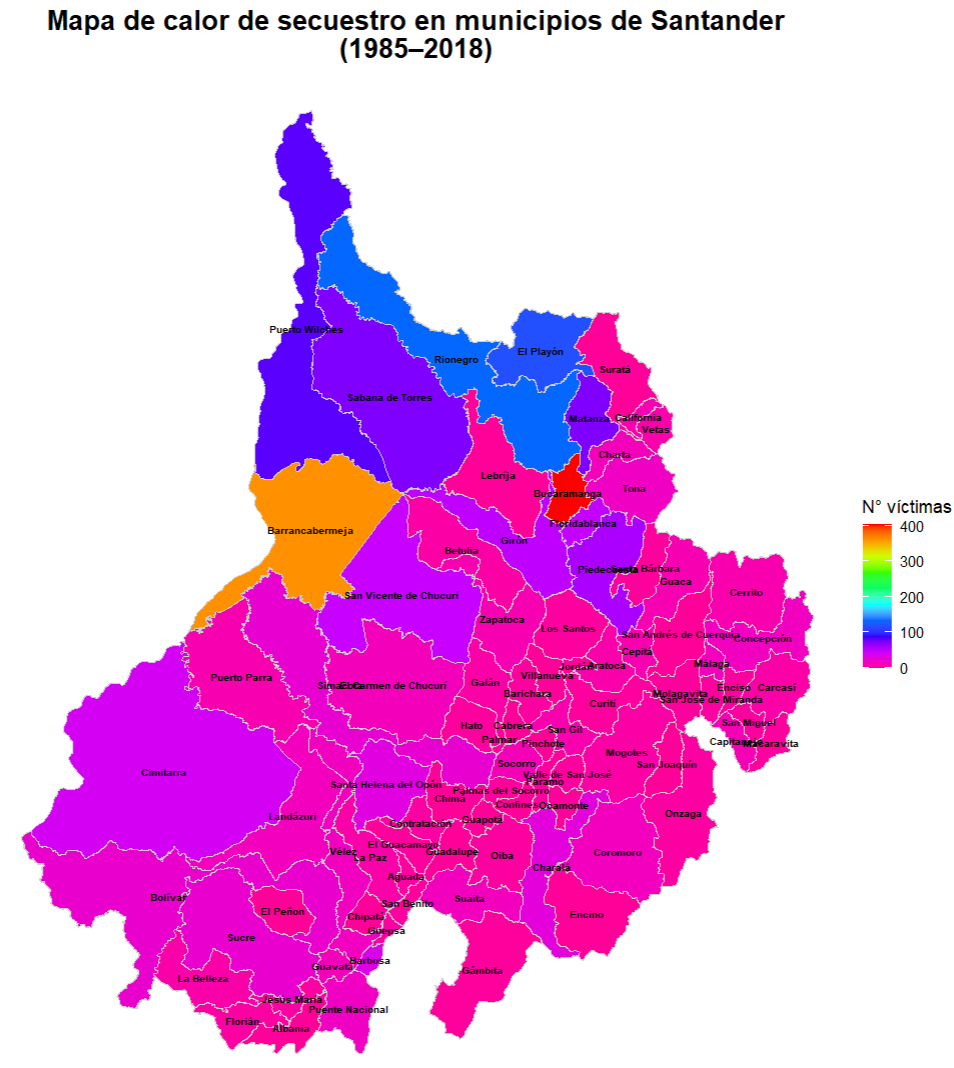 Mapa de calor de secuestro en municipios de Santander
(1985–2018)
Puerto Wilches
Rionegro
El Playón
Suratá
Sabana de Torres
Matanza
California
Vetas
Charta
Lebrija
Tona
Bucaramanga
Floridablanca
Barrancabermeja
Girón
Betulia
Piedecuesta
Santa Bárbara
Guaca
Cerrito
San Vicente de Chucurí
Zapatoca
Los Santos
San Andrés de Cuerquia
Concepción
Cepitá
Jordán
Aratoca
Málaga
Puerto Parra
Simacota
El Carmen de Chucurí
Galán
Villanueva
Barichara
Molagavita
Enciso
Carcasí
San José de Miranda
Curití
Hato
Cabrera
San Gil
San Miguel
Palmar
Pinchote
Capitanejo
Macaravita
Mogotes
San Joaquín
Cimitarra
Socorro
Valle de San José
Páramo
Santa Helena del Opón
Palmas del Socorro
Chimá
Confines
Ocamonte
Onzaga
Landázuri
Contratación
Guapotá
El Guacamayo
Guadalupe
Oiba
Coromoro
Vélez
La Paz
Charalá
Aguada
Bolívar
Suaita
San Benito
El Peñon
Chipatá
Encino
Güepsa
Sucre
Barbosa
Guavatá
Gámbita
La Belleza
Jesús María
Puente Nacional
Florián
Albania
N° víctimas
400
300
200
100
0